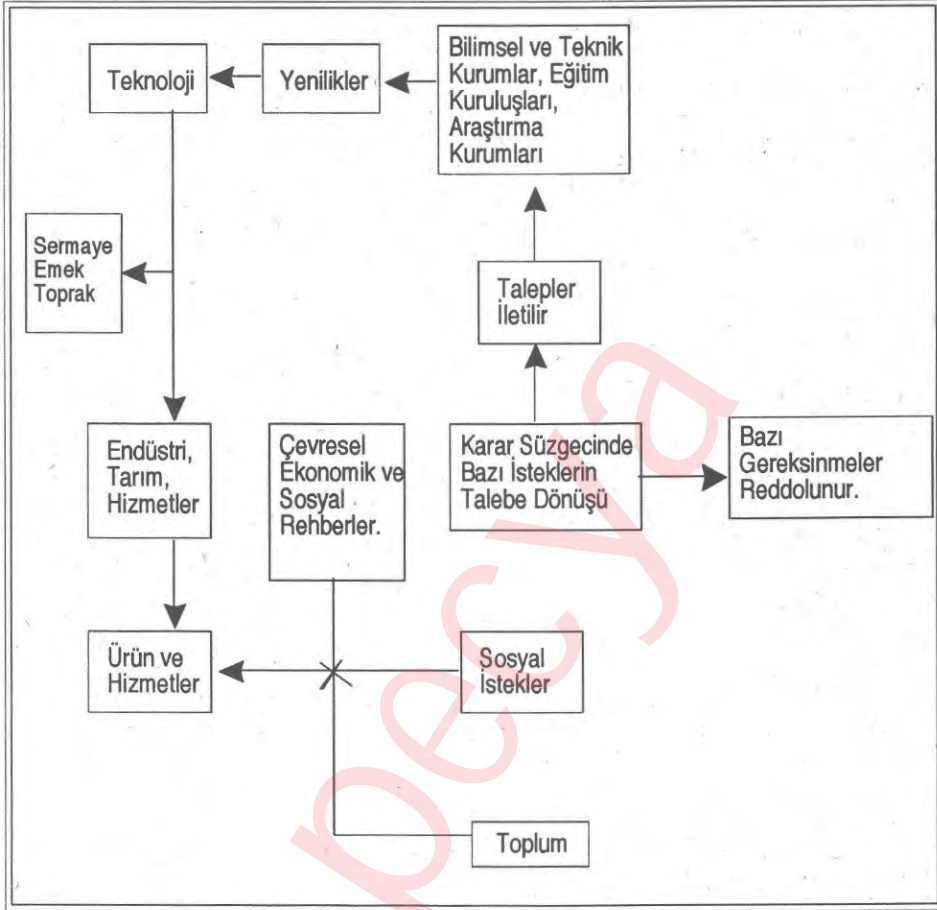 Teknoloji
Yenilikler
Bilimsel ve Teknik
Kurumlar, Eğitim
Kuruluşları,
Araştırma
Kurumları
Sermaye
Emek
Toprak
Talepler
İletilir
Endüstri,
Tarım,
Hizmetler
Çevresel
Ekonomik ve
Sosyal
Rehberler.
Karar Süzgecinde
Bazı İsteklerin
Talebe Dönüşü
Bazı
Gereksinmeler
Reddolunur.
Ürün ve
Hizmetler
Sosyal
İstekler
Toplum
pecya